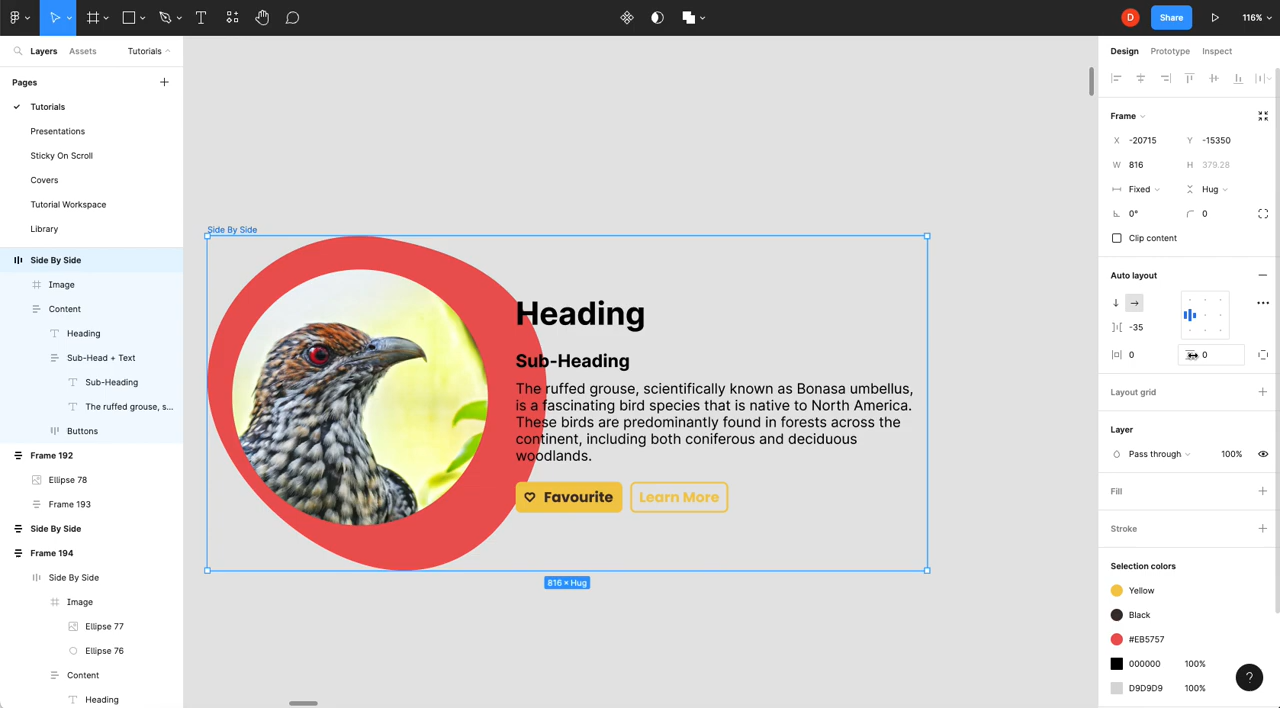 D
Share
116%
Layers
Assets
Tutorials
Pages
Tutorials
Presentations
Sticky On Scroll
Covers
Tutorial Workspace
Library
Side By Side
Image
Content
Heading
Sub-Head + Text
Sub-Heading
The ruffed grouse, s...
Buttons
Frame 192
Ellipse 78
Frame 193
Side By Side
Frame 194
Side By Side
Image
Ellipse 77
Ellipse 76
Content
Heading
Side By Side
Heading
Sub-Heading
The ruffed grouse, scientifically known as Bonasa umbellus,
is a fascinating bird species that is native to North America.
These birds are predominantly found in forests across the
continent, including both coniferous and deciduous
woodlands.
Favourite
Learn More
816 × Hug
Design
Prototype
Inspect
Frame
X -20715
Y -15350
W 816
H 379.28
Fixed
Hug
0°
0
Clip content
Auto layout
-35
0
0
Layout grid
Layer
Pass through
100%
Fill
Stroke
Selection colors
Yellow
Black
#EB5757
000000 100%
D9D9D9 100%
?